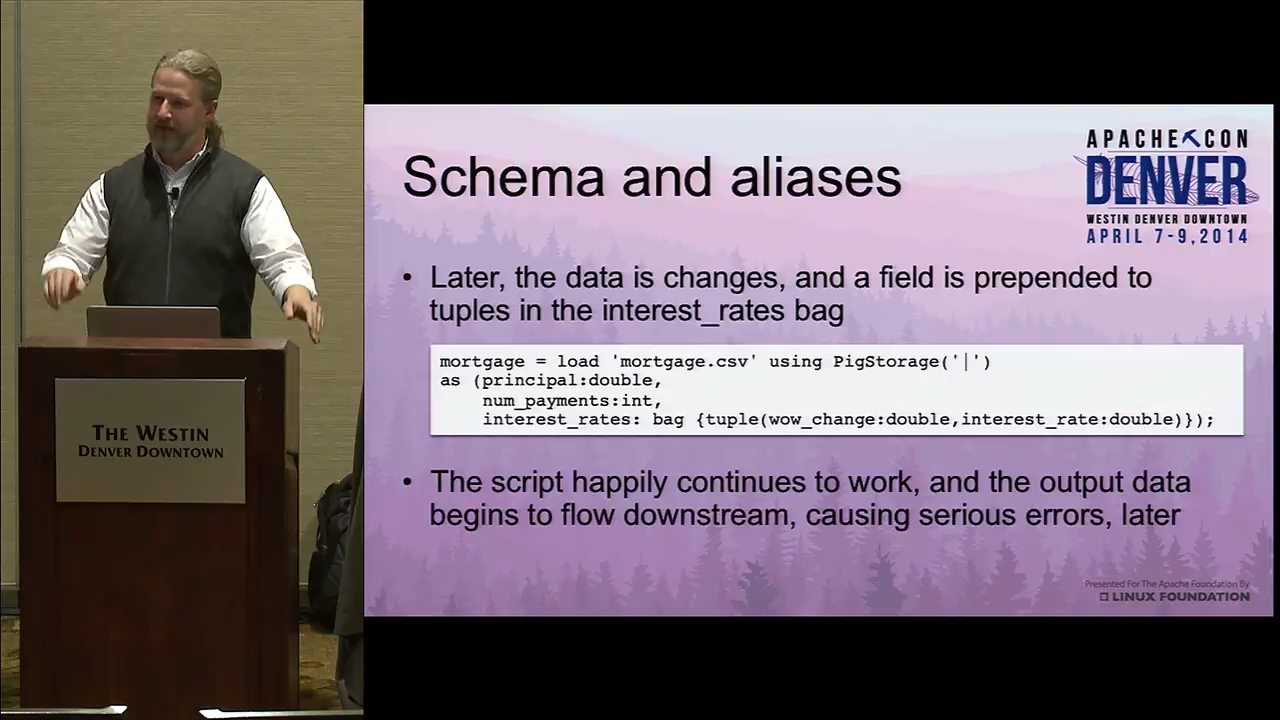 APACHE CON
DENVER
WESTIN DENVER DOWNTOWN
APRIL 7-9, 2014
Schema and aliases
• Later, the data is changes, and a field is prepended to
tuples in the interest_rates bag
mortgage = load 'mortgage.csv' using PigStorage('|')
as (principal:double,
num_payments:int,
interest_rates: bag {tuple(wow_change:double,interest_rate:double)});
• The script happily continues to work, and the output data
begins to flow downstream, causing serious errors, later
Presented For The Apache Foundation By
LINUX FOUNDATION
THE WESTIN
DENVER DOWNTOWN